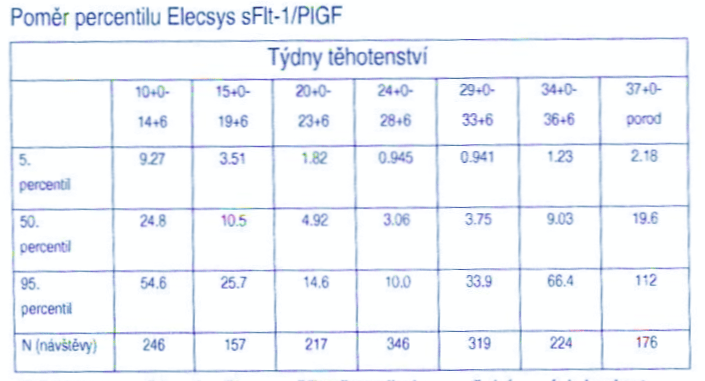 Poměr percentilu Elecsys sFlt-1/PlGF
Týdny těhotenství
10+0- 15+0- 20+0- 24+0- 29+0- 34+0- 37+0-
14+6 19+6 23+6 28+6 33+6 36+6 porod
5. 9.27 3.51 1.82 0.945 0.941 1.23 2.18
percentil
50. 24.8 10.5 4.92 3.06 3.75 9.03 19.6
percentil
95. 54.6 25.7 14.6 10.0 33.9 66.4 112
percentil
N (návštěvy) 246 157 217 346 319 224 176